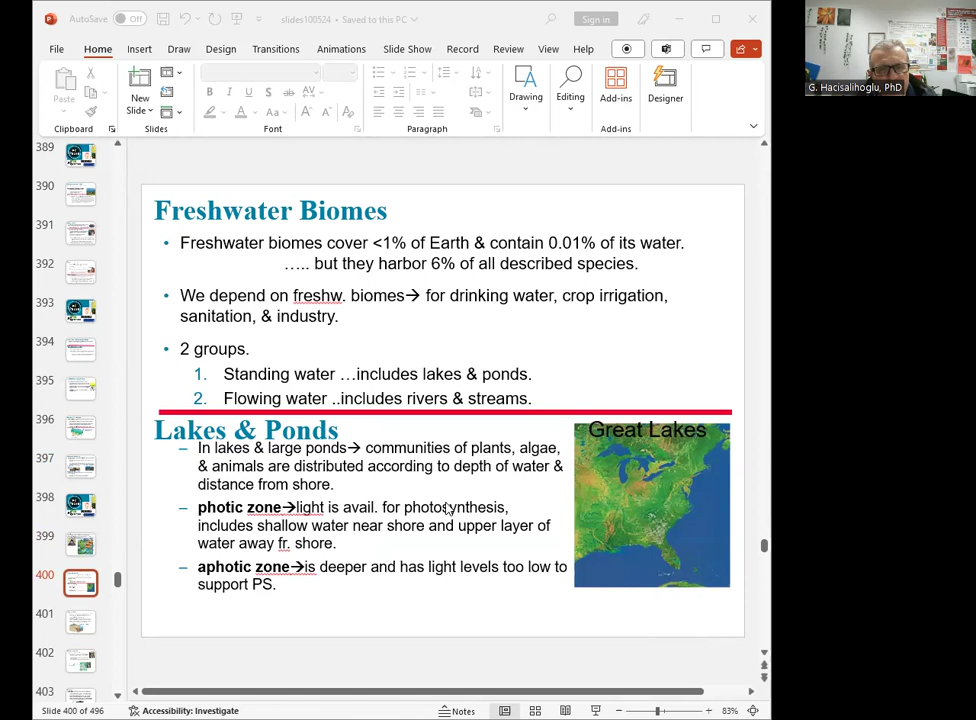 AutoSave Off slides100524 • Saved to this PC Sign in
File Home Insert Draw Design Transitions Animations Slide Show Record Review View Help
Paste New Slide Drawing Editing Add-ins Designer
B I U S ab AV
A Aa A A
Clipboard Slides Font Paragraph Add-ins
G. Hacisalihoglu, PhD
389
390
391
392
393
394
395
396
397
398
399
400
401
402
403
Freshwater Biomes
• Freshwater biomes cover <1% of Earth & contain 0.01% of its water.
….. but they harbor 6% of all described species.
• We depend on freshw. biomes→ for drinking water, crop irrigation,
sanitation, & industry.
• 2 groups.
1. Standing water …includes lakes & ponds.
2. Flowing water ..includes rivers & streams.
Lakes & Ponds
– In lakes & large ponds→ communities of plants, algae,
& animals are distributed according to depth of water &
distance from shore.
– photic zone→light is avail. for photosynthesis,
includes shallow water near shore and upper layer of
water away fr. shore.
– aphotic zone→is deeper and has light levels too low to
support PS.
Great Lakes
Slide 400 of 496 Accessibility: Investigate Notes 83%